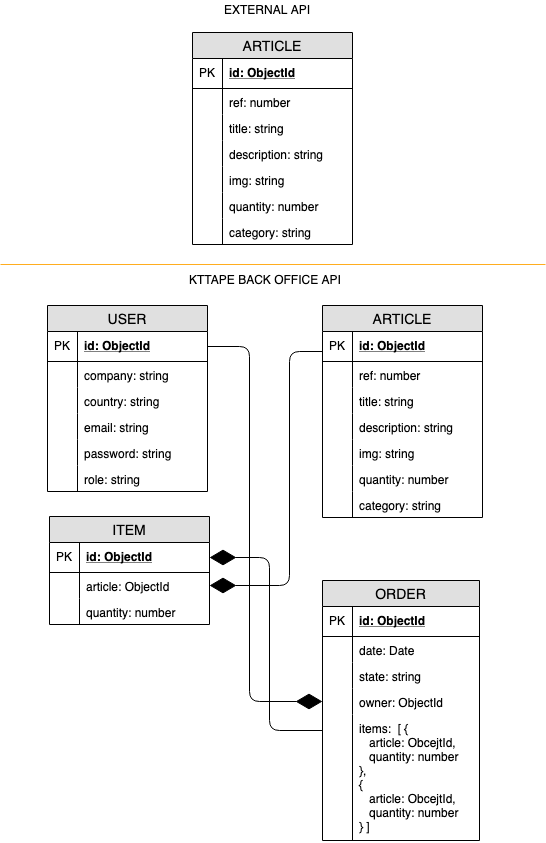 EXTERNAL API
ARTICLE
PK id: ObjectId
ref: number
title: string
description: string
img: string
quantity: number
category: string
KTTAPE BACK OFFICE API
USER
PK id: ObjectId
company: string
country: string
email: string
password: string
role: string
ARTICLE
PK id: ObjectId
ref: number
title: string
description: string
img: string
quantity: number
category: string
ITEM
PK id: ObjectId
article: ObjectId
quantity: number
ORDER
PK id: ObjectId
date: Date
state: string
owner: ObjectId
items: [ {
article: ObcejtId,
quantity: number
},
{
article: ObcejtId,
quantity: number
} ]